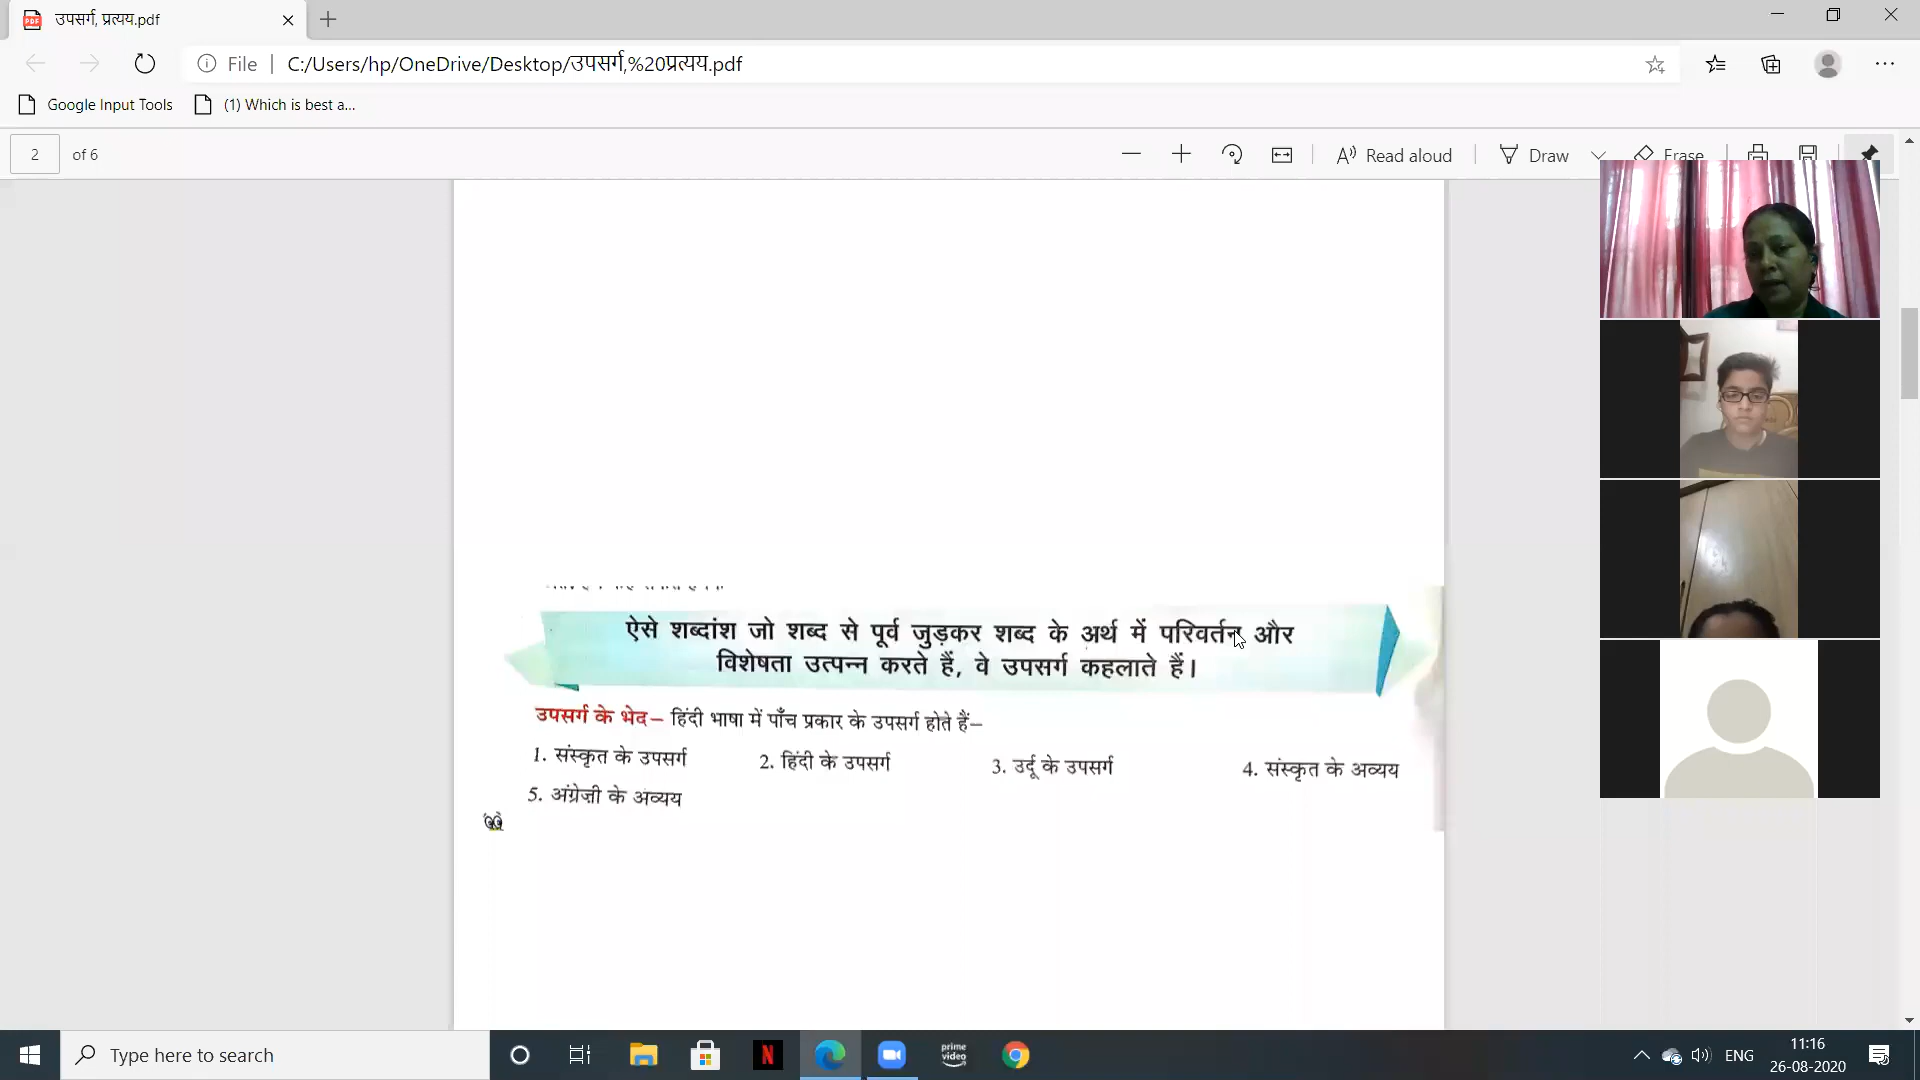 उपसर्ग, प्रत्यय.pdf
File
C:/Users/hp/OneDrive/Desktop/उपसर्ग,%20प्रत्यय.pdf
Google Input Tools
(1) Which is best a...
2 of 6
Read aloud
Draw
Erase
ऐसे शब्दांश जो शब्द से पूर्व जुड़कर शब्द के अर्थ में परिवर्तन और
विशेषता उत्पन्न करते हैं, वे उपसर्ग कहलाते हैं।
उपसर्ग के भेद– हिंदी भाषा में पाँच प्रकार के उपसर्ग होते हैं–
1. संस्कृत के उपसर्ग 2. हिंदी के उपसर्ग 3. उर्दू के उपसर्ग 4. संस्कृत के अव्यय
5. अंग्रेज़ी के अव्यय
Type here to search
prime
video
ENG
11:16
26-08-2020